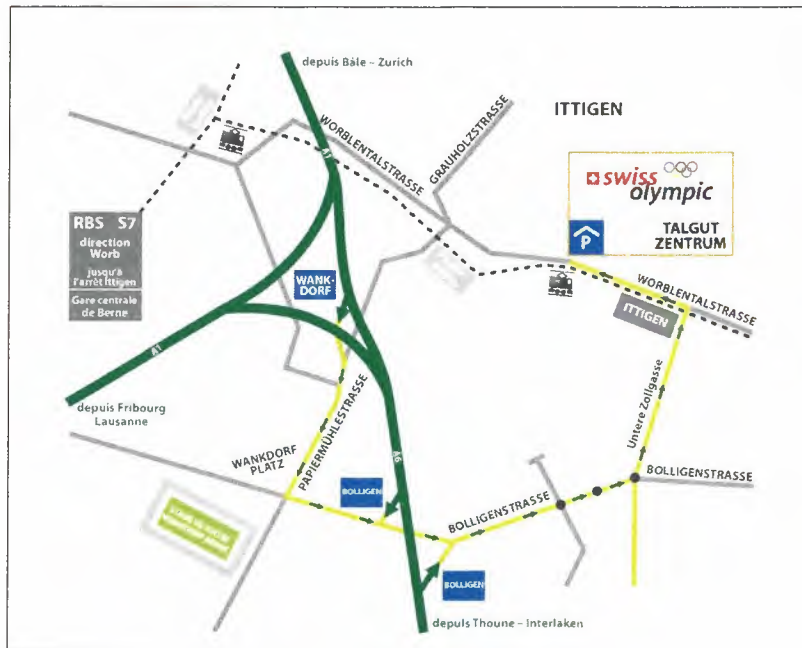 depuis Bâle – Zurich
ITTIGEN
WORBLENTALSTRASSE
GRAUHOLZSTRASSE
A1
swiss
olympic
P
TALGUT
ZENTRUM
RBS S7
direction
Worb
jusqu'à
l'arrêt Ittigen
Gare centrale
de Berne
WANK-
DORF
WORBLENTALSTRASSE
ITTIGEN
A1
depuis Fribourg
Lausanne
PAPIERMÜHLESTRASSE
Untere Zollgasse
WANKDORF
PLATZ
A6
BOLLIGEN
BOLLIGENSTRASSE
BOLLIGENSTRASSE
BOLLIGEN
depuis Thoune – Interlaken